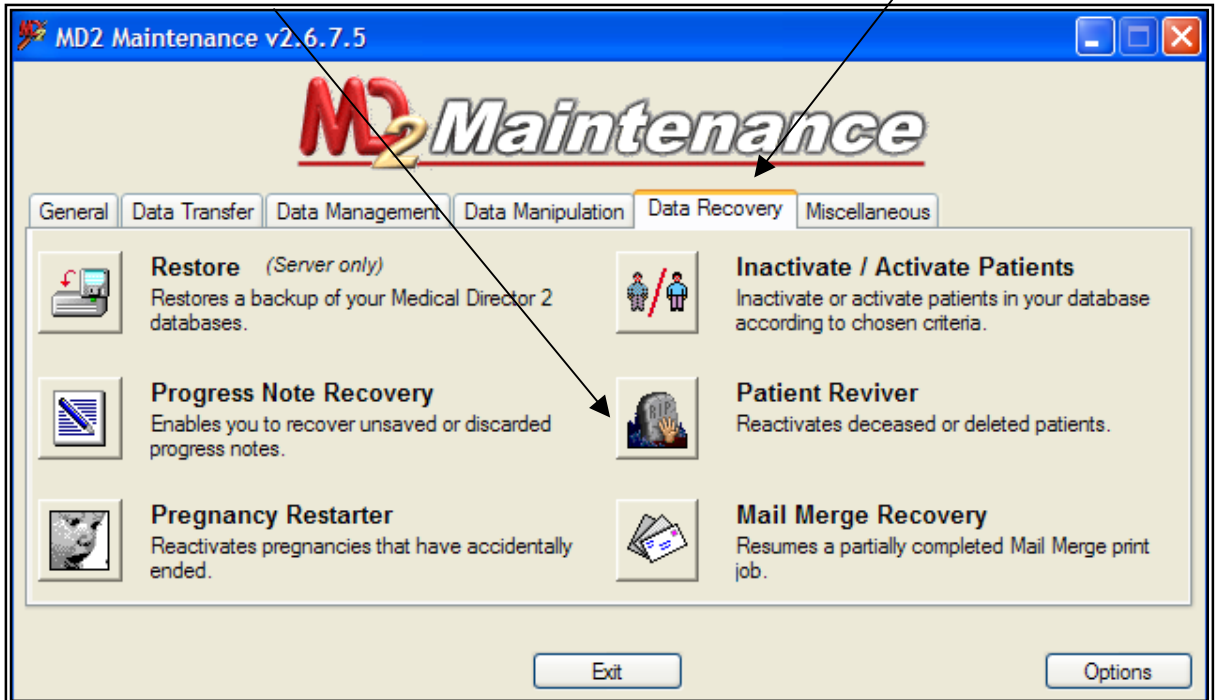 MD2 Maintenance v2.6.7.5
MD2 Maintenance
General Data Transfer Data Management Data Manipulation Data Recovery Miscellaneous
Restore (Server only)
Restores a backup of your Medical Director 2
databases.
Inactivate / Activate Patients
Inactivate or activate patients in your database
according to chosen criteria.
Progress Note Recovery
Enables you to recover unsaved or discarded
progress notes.
RIP
Patient Reviver
Reactivates deceased or deleted patients.
Pregnancy Restarter
Reactivates pregnancies that have accidentally
ended.
Mail Merge Recovery
Resumes a partially completed Mail Merge print
job.
Exit Options